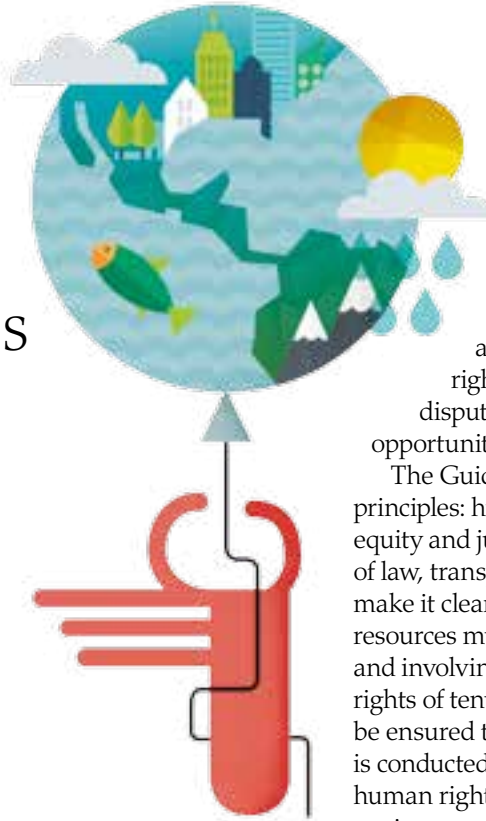 S
a
righ
disput
opportunit
The Guid
principles: h
equity and ju
of law, trans
make it clear
resources mu
and involvin
rights of ten
be ensured t
is conducted
human right